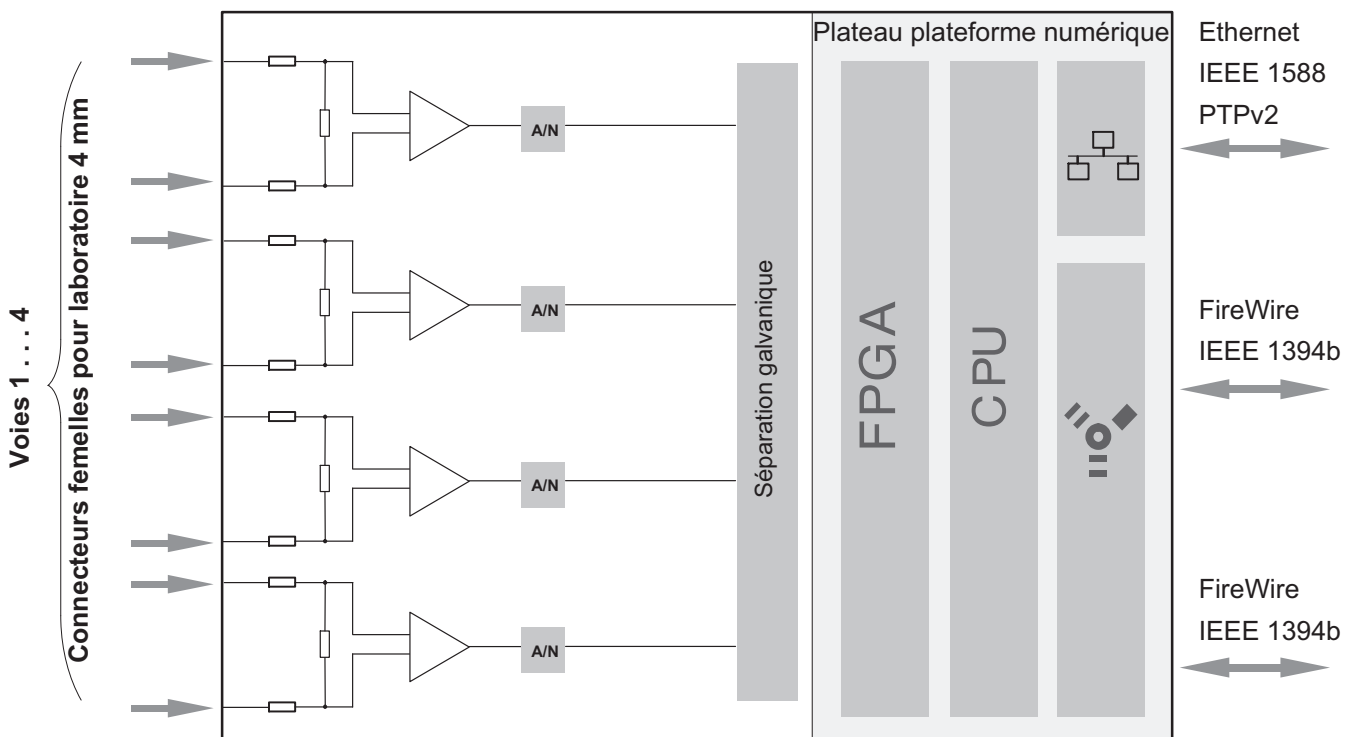 Voies 1 . . . 4
Connecteurs femelles pour laboratoire 4 mm
A/N
A/N
A/N
A/N
Séparation galvanique
Plateau plateforme numérique
FPGA
CPU
Ethernet
IEEE 1588
PTPv2
FireWire
IEEE 1394b
FireWire
IEEE 1394b